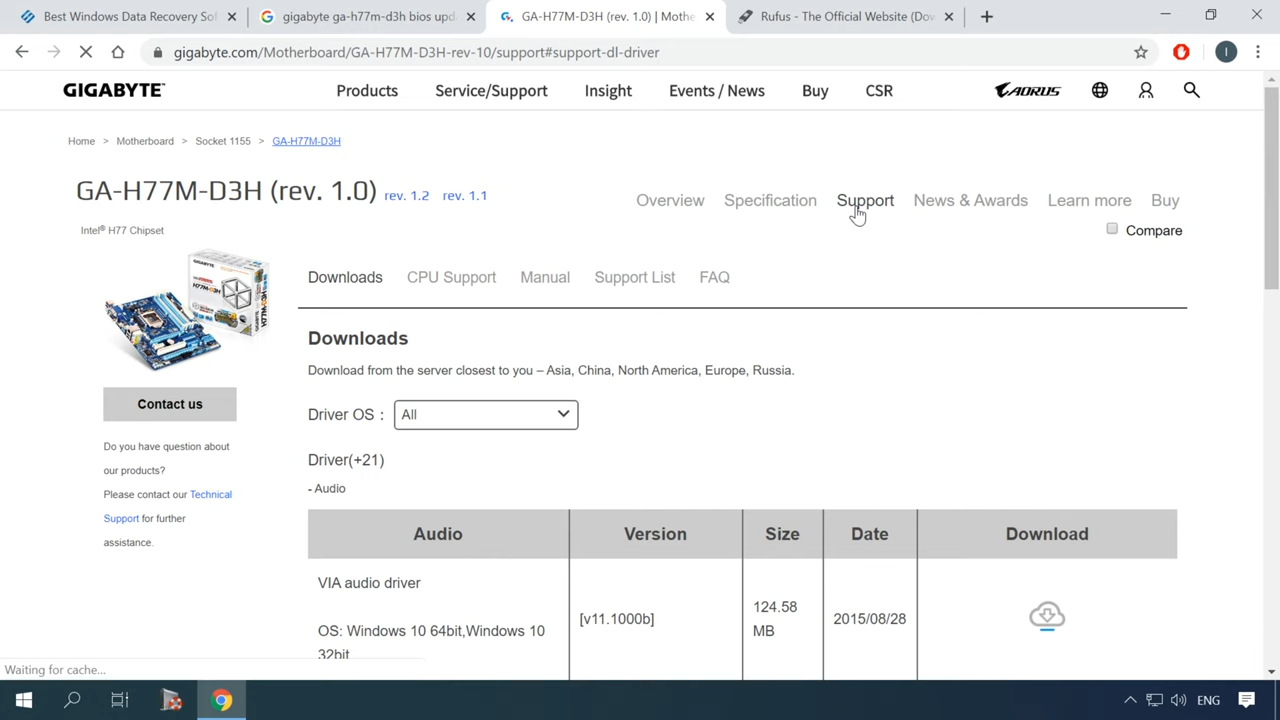 Best Windows Data Recovery Sof
gigabyte ga-h77m-d3h bios upd
GA-H77M-D3H (rev. 1.0) | Mothe
Rufus - The Official Website (Dow
gigabyte.com/Motherboard/GA-H77M-D3H-rev-10/support#support-dl-driver
I
GIGABYTE™
Products
Service/Support
Insight
Events / News
Buy
CSR
AORUS
Home > Motherboard > Socket 1155 > GA-H77M-D3H
GA-H77M-D3H (rev. 1.0) rev. 1.2 rev. 1.1
Overview
Specification
Support
News & Awards
Learn more
Buy
Intel® H77 Chipset
Compare
GIGABYTE
H77M-D3H
Downloads
CPU Support
Manual
Support List
FAQ
Downloads
Download from the server closest to you – Asia, China, North America, Europe, Russia.
Contact us
Driver OS :
All
Do you have question about
our products?
Please contact our Technical
Support for further
assistance.
Driver(+21)
- Audio
Audio
Version
Size
Date
Download
VIA audio driver
OS: Windows 10 64bit,Windows 10
32bit
[v11.1000b]
124.58
MB
2015/08/28
Waiting for cache...
ENG